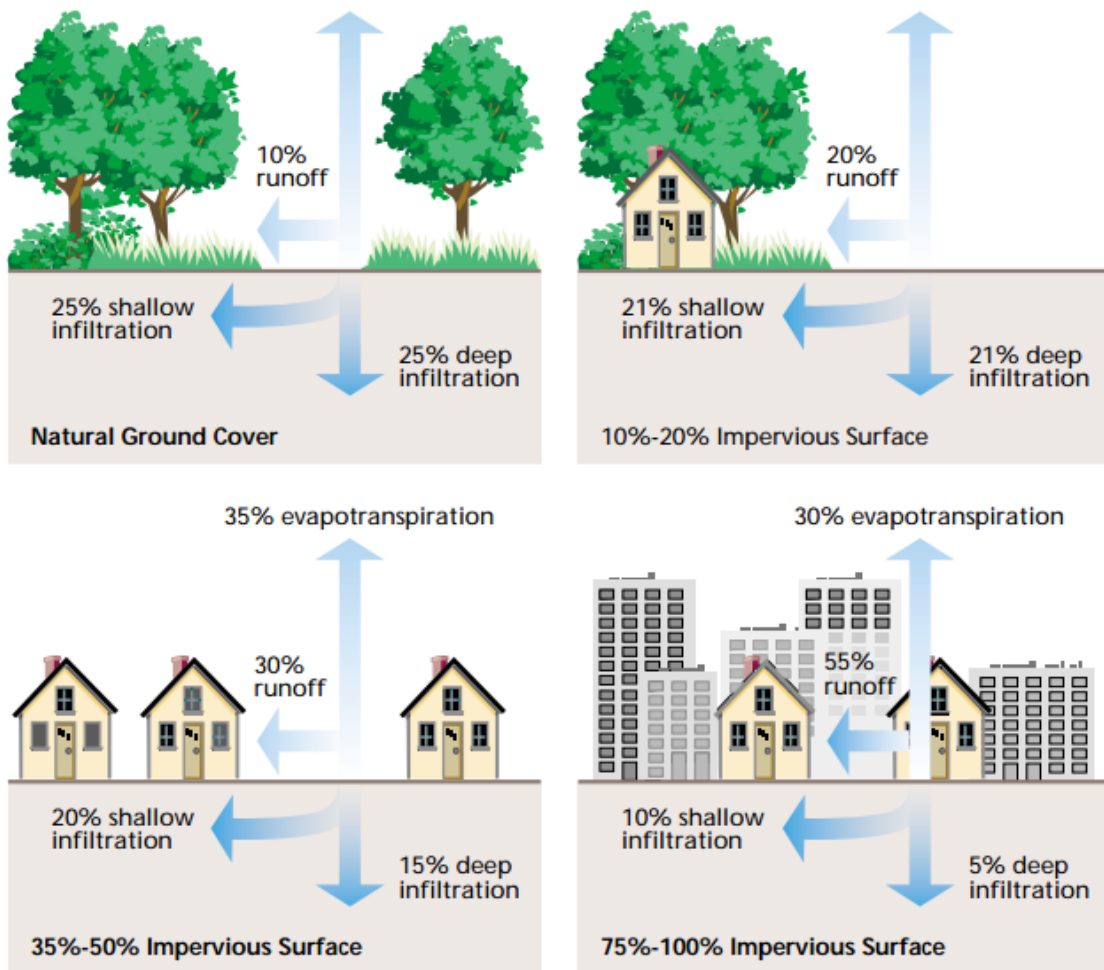 10%
runoff
25% shallow
infiltration
25% deep
infiltration
Natural Ground Cover
20%
runoff
21% shallow
infiltration
21% deep
infiltration
10%-20% Impervious Surface
35% evapotranspiration
30%
runoff
20% shallow
infiltration
15% deep
infiltration
35%-50% Impervious Surface
30% evapotranspiration
55%
runoff
10% shallow
infiltration
5% deep
infiltration
75%-100% Impervious Surface